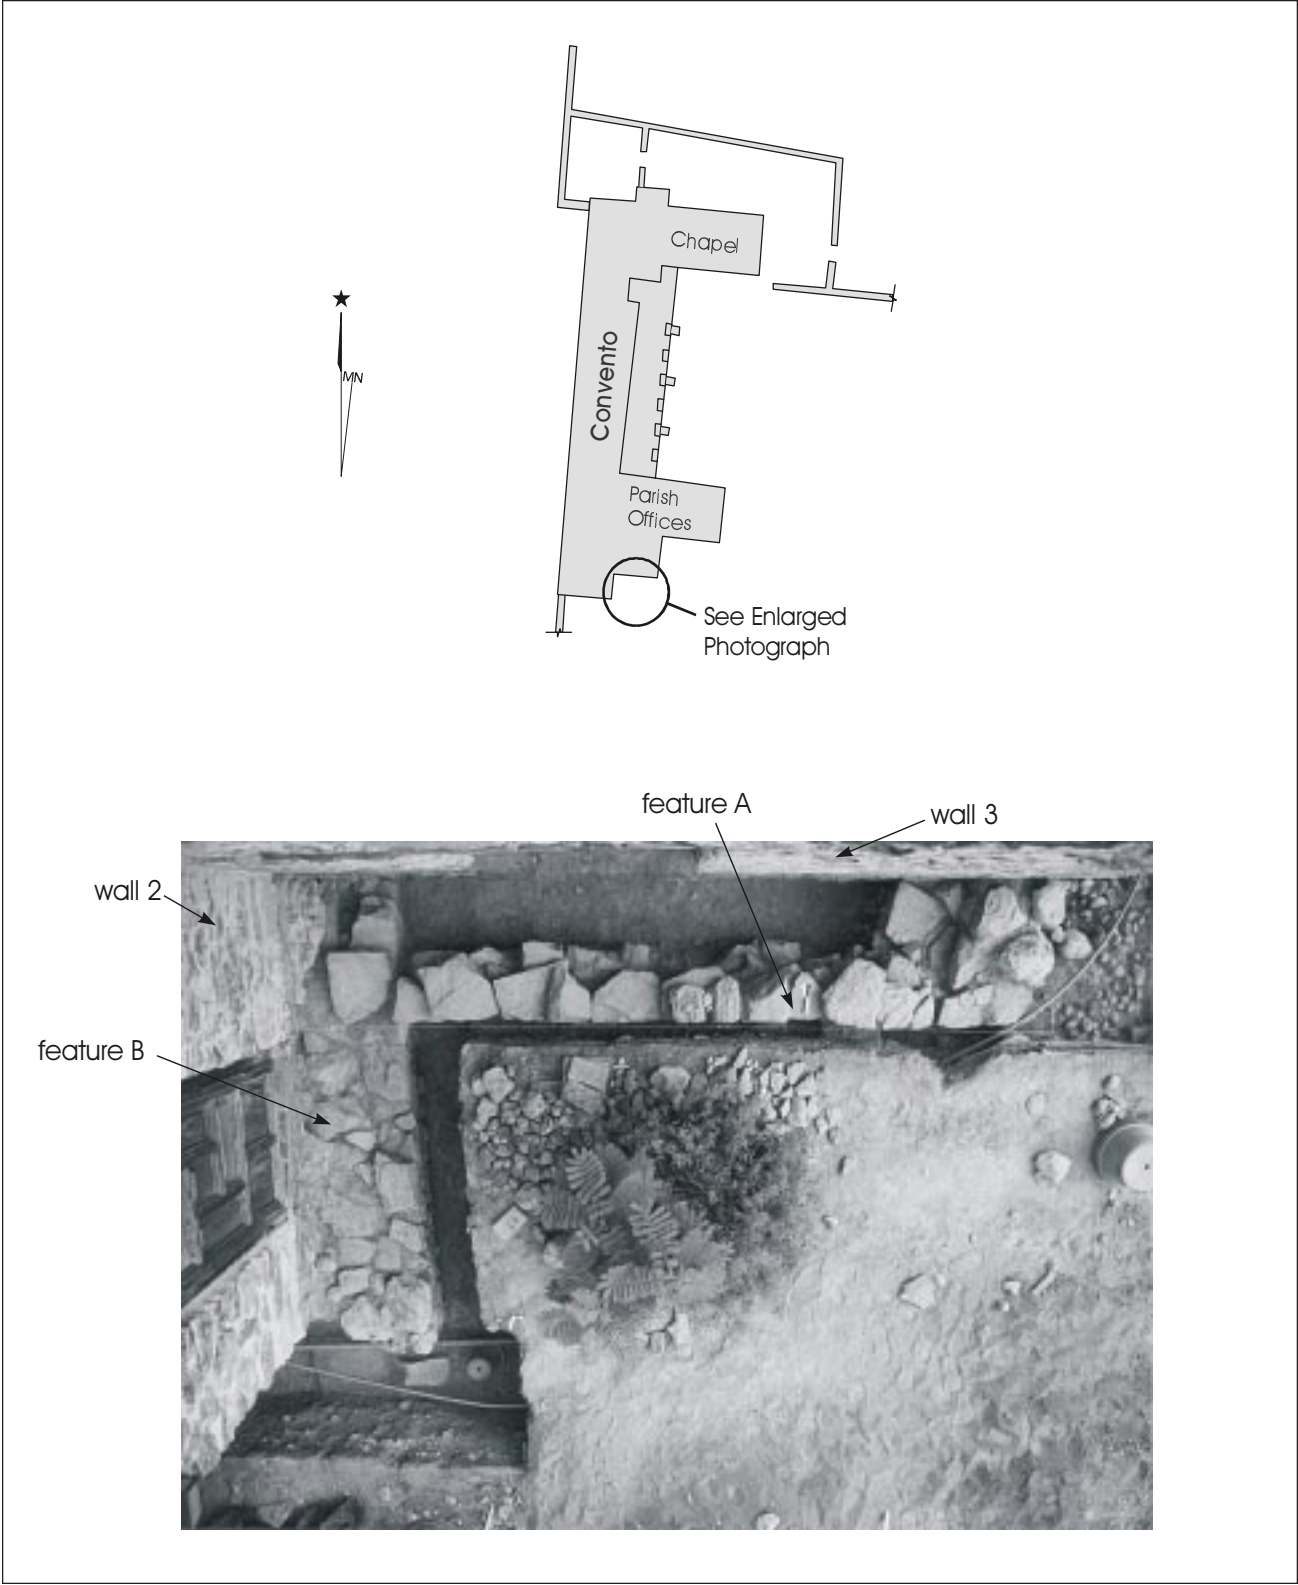 Chapel
MN
Convento
Parish
Offices
See Enlarged
Photograph
feature A
wall 3
wall 2
feature B